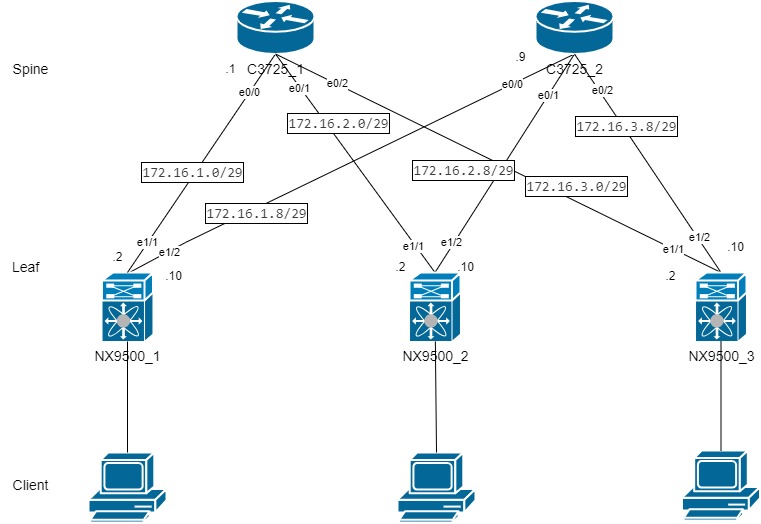 .9
Spine
.1
C3725_1
C3725_2
e0/0
e0/1
e0/2
e0/0
e0/1
e0/2
172.16.2.0/29
172.16.3.8/29
172.16.1.0/29
172.16.2.8/29
172.16.3.0/29
172.16.1.8/29
e1/1
e1/2
e1/1
e1/2
e1/1
e1/2
.2
.10
.2
.10
.2
.10
Leaf
NX9500_1
NX9500_2
NX9500_3
Client